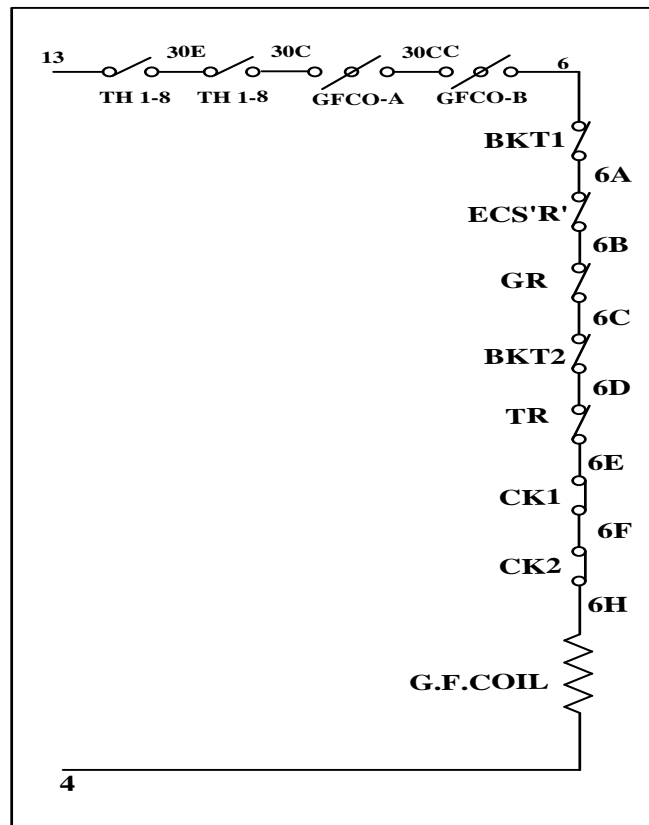 13 30E 30C 30CC 6
TH 1-8 TH 1-8 GFCO-A GFCO-B
BKT1
6A
ECS'R'
6B
GR
6C
BKT2
6D
TR
6E
CK1
6F
CK2
6H
G.F.COIL
4